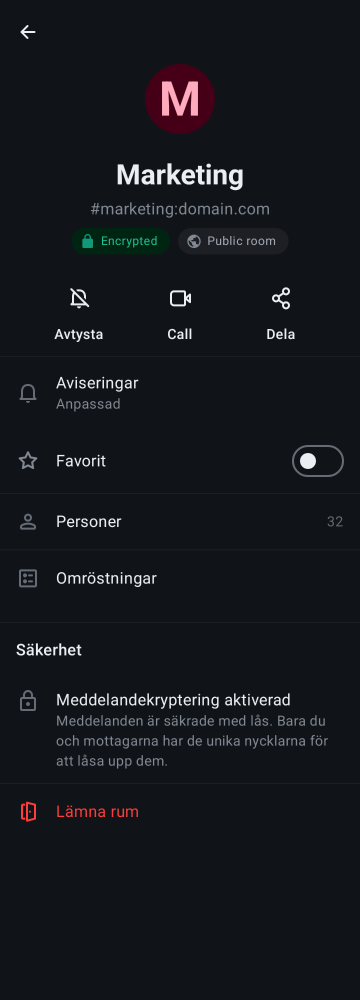 M
Marketing
#marketing:domain.com
Encrypted
Public room
Avtysta
Call
Dela
Aviseringar
Anpassad
Favorit
Personer
32
Omröstningar
Säkerhet
Meddelandekryptering aktiverad
Meddelanden är säkrade med lås. Bara du
och mottagarna har de unika nycklarna för
att låsa upp dem.
Lämna rum